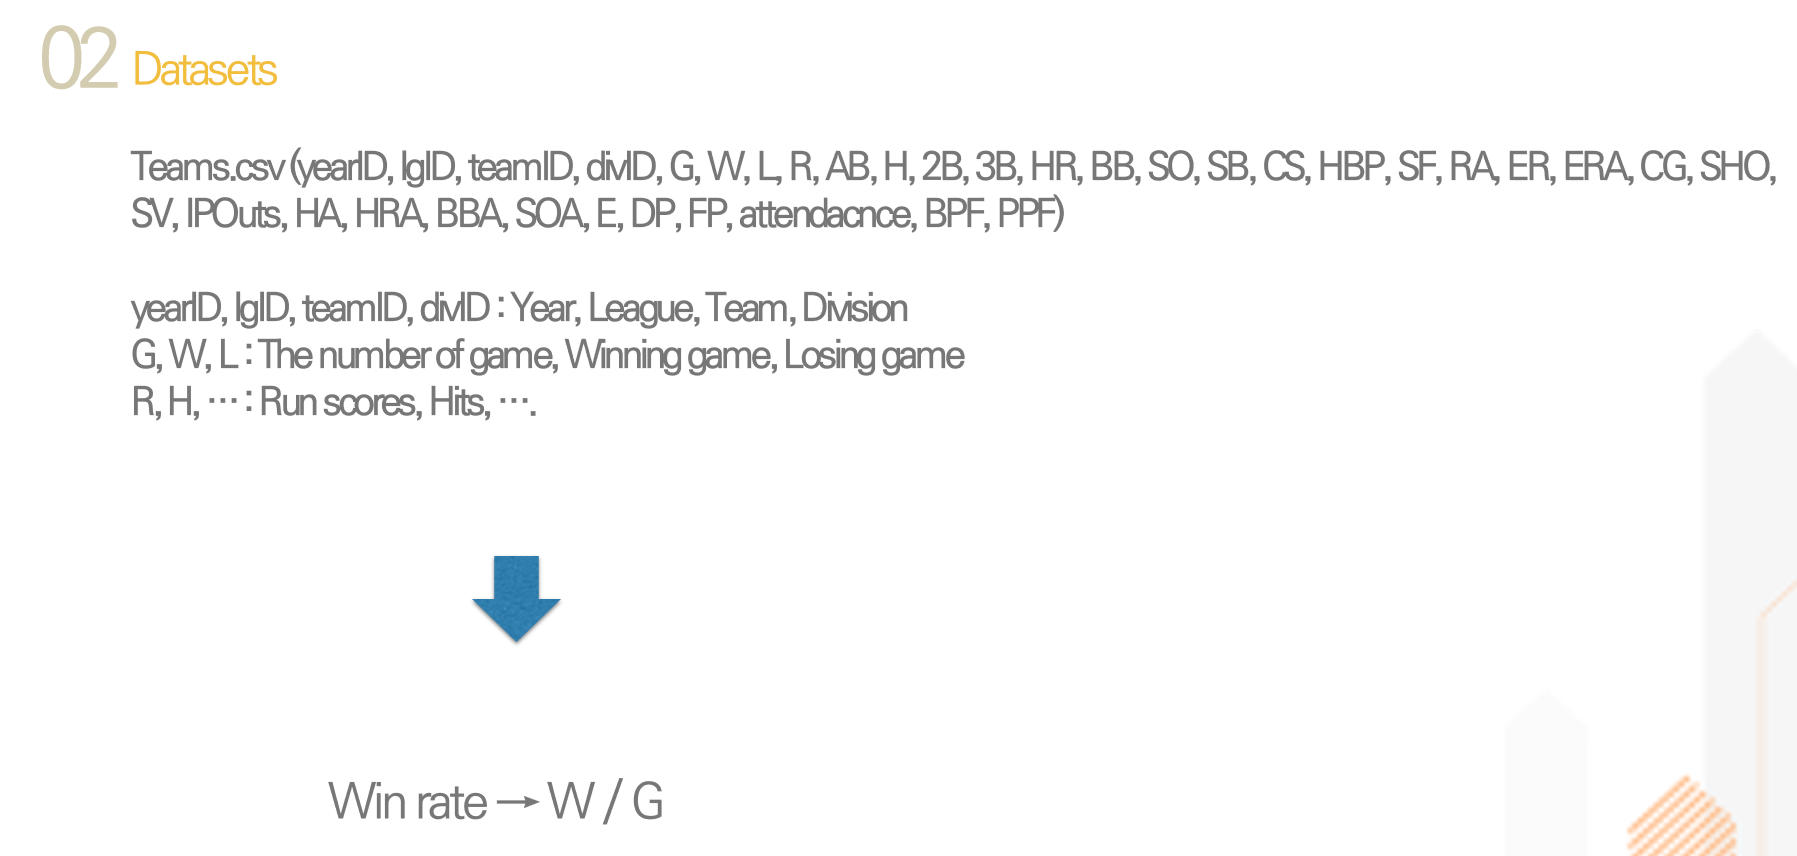 02 Datasets
Teams.csv (yearID, lgID, teamID, divID, G, W, L, R, AB, H, 2B, 3B, HR, BB, SO, SB, CS, HBP, SF, RA, ER, ERA, CG, SHO,
SV, IPOuts, HA, HRA, BBA, SOA, E, DP, FP, attendacnce, BPF, PPF)
yearID, lgID, teamID, divID : Year, League, Team, Division
G, W, L : The number of game, Winning game, Losing game
R, H, … : Run scores, Hits, ….
Win rate → W / G